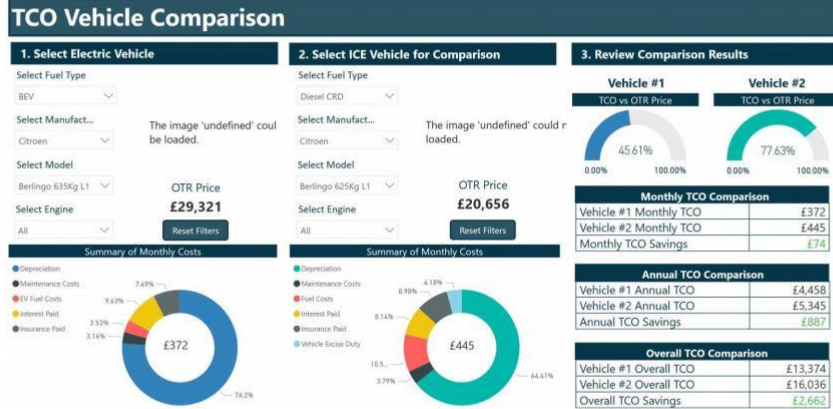 TCO Vehicle Comparison
1. Select Electric Vehicle
Select Fuel Type
BEV
Select Manufact...
Citroen
The image 'undefined' coul
be loaded.
Select Model
Berlingo 635Kg L1
OTR Price
£29,321
Select Engine
All
Reset Filters
Summary of Monthly Costs
Depreciation
Maintenance Costs
EV Fuel Costs
Interest Paid
Insurance Paid
7.49%
9.63%
3.53%
3.16%
£372
76.2%
2. Select ICE Vehicle for Comparison
Select Fuel Type
Diesel CRD
Select Manufact...
Citroen
The image 'undefined' could n
loaded.
Select Model
Berlingo 625Kg L1
OTR Price
£20,656
Select Engine
All
Reset Filters
Summary of Monthly Costs
Depreciation
Maintenance Costs
Fuel Costs
Interest Paid
Insurance Paid
Vehicle Excise Duty
4.18%
8.98%
8.14%
10.5...
3.79%
£445
64.41%
3. Review Comparison Results
Vehicle #1
TCO vs OTR Price
45.61%
0.00% 100.00%
Vehicle #2
TCO vs OTR Price
77.63%
0.00% 100.00%
Monthly TCO Comparison
Vehicle #1 Monthly TCO £372
Vehicle #2 Monthly TCO £445
Monthly TCO Savings £74
Annual TCO Comparison
Vehicle #1 Annual TCO £4,458
Vehicle #2 Annual TCO £5,345
Annual TCO Savings £887
Overall TCO Comparison
Vehicle #1 Overall TCO £13,374
Vehicle #2 Overall TCO £16,036
Overall TCO Savings £2,662